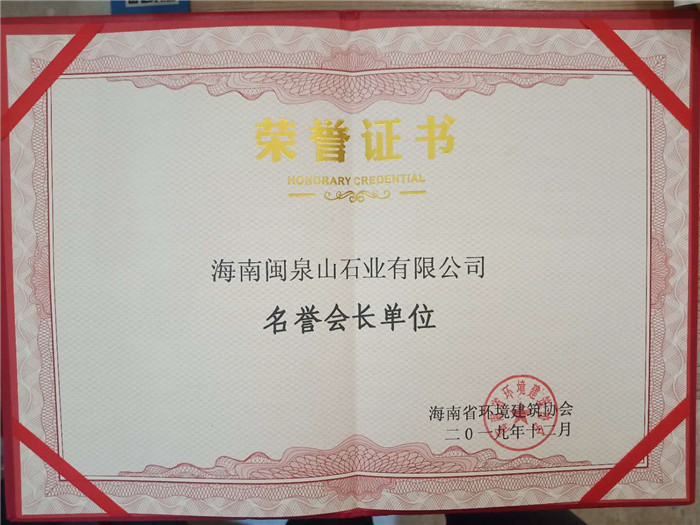 荣誉证书
HONORARY CREDENTIAL
海南闽泉山石业有限公司
名誉会长单位
海南省环境建筑协会
二0一九年十二月